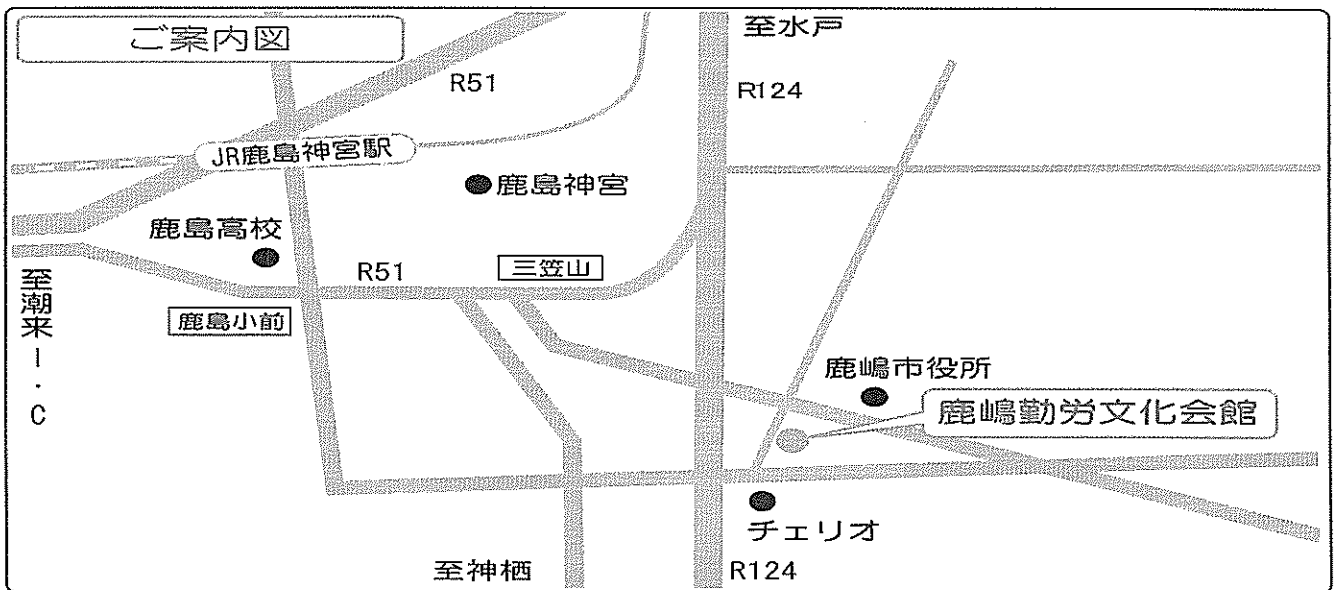 ご案内図
至水戸
R51
R124
JR鹿島神宮駅
鹿島神宮
鹿島高校
R51
三笠山
至潮来I・C
鹿島小前
鹿嶋市役所
鹿嶋勤労文化会館
チェリオ
至神栖
R124